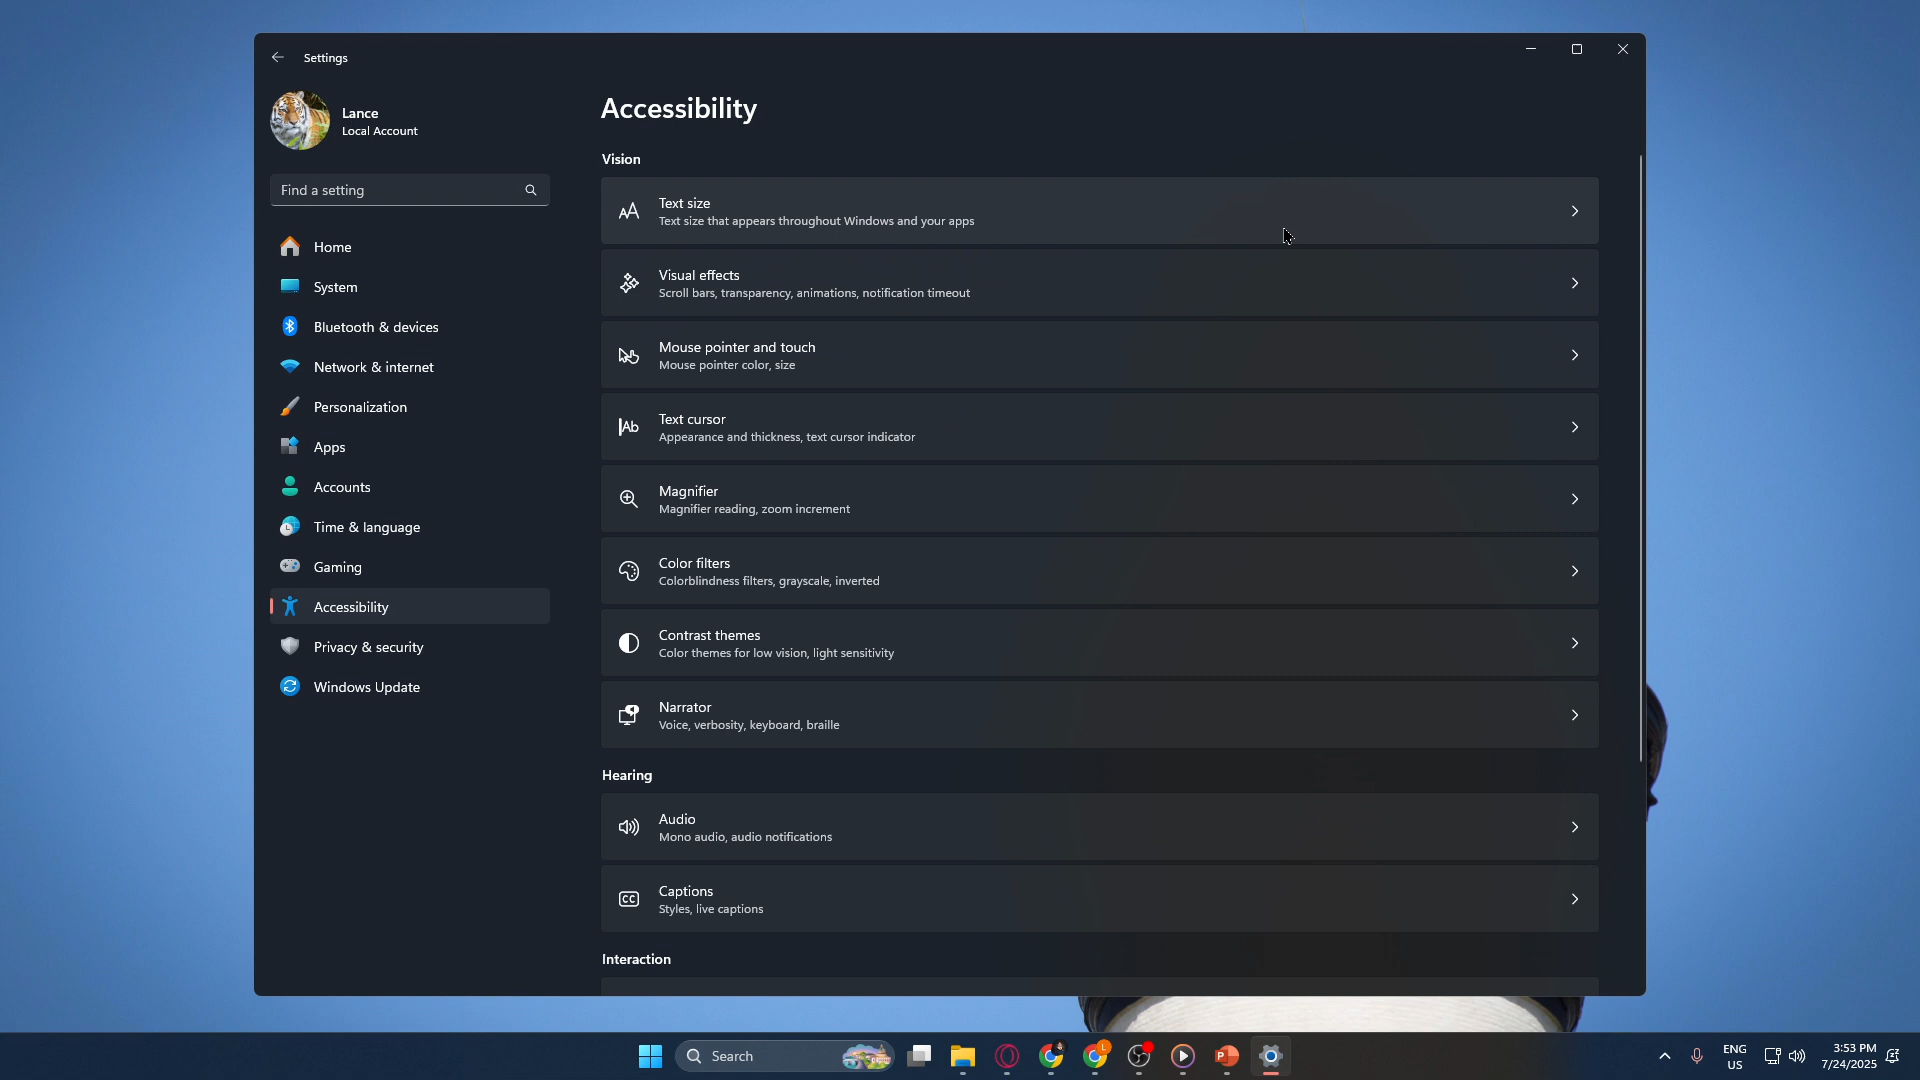 Settings
Lance
Local Account
Find a setting
Home
System
Bluetooth & devices
Network & internet
Personalization
Apps
Accounts
Time & language
Gaming
Accessibility
Privacy & security
Windows Update
Accessibility
Vision
Text size
Text size that appears throughout Windows and your apps
Visual effects
Scroll bars, transparency, animations, notification timeout
Mouse pointer and touch
Mouse pointer color, size
Text cursor
Appearance and thickness, text cursor indicator
Magnifier
Magnifier reading, zoom increment
Color filters
Colorblindness filters, grayscale, inverted
Contrast themes
Color themes for low vision, light sensitivity
Narrator
Voice, verbosity, keyboard, braille
Hearing
Audio
Mono audio, audio notifications
Captions
Styles, live captions
Interaction
Search
ENG
US
3:53 PM
7/24/2025